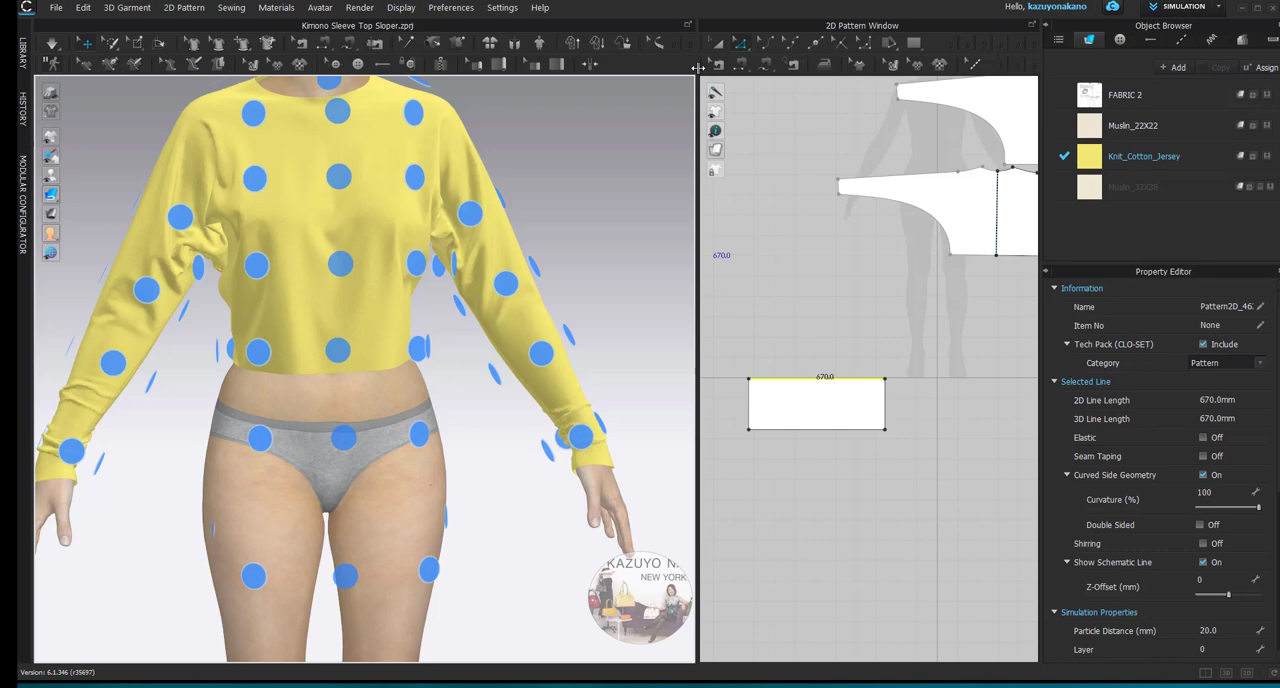 File Edit 3D Garment 2D Pattern Sewing Materials Avatar Render Display Preferences Settings Help
Hello, kazuyonakano
SIMULATION
Kimono Sleeve Top Sloper.zprj
2D Pattern Window
Object Browser
LIBRARY
HISTORY
MODULAR CONFIGURATOR
+ Add Copy Assign
FABRIC 2
Muslin_22X22
Knit_Cotton_Jersey
670.0
670.0
Property Editor
Information
Name Pattern2D_46
Item No None
Tech Pack (CLO-SET) Include
Category Pattern
Selected Line
2D Line Length 670.0mm
3D Line Length 670.0mm
Elastic Off
Seam Taping Off
Curved Side Geometry On
Curvature (%) 100
Double Sided Off
Shirring Off
Show Schematic Line On
Z-Offset (mm) 0
Simulation Properties
Particle Distance (mm) 20.0
Layer 0
KAZUYO NA
NEW YORK
Version: 6.1.346 (r35697)
3D 2D